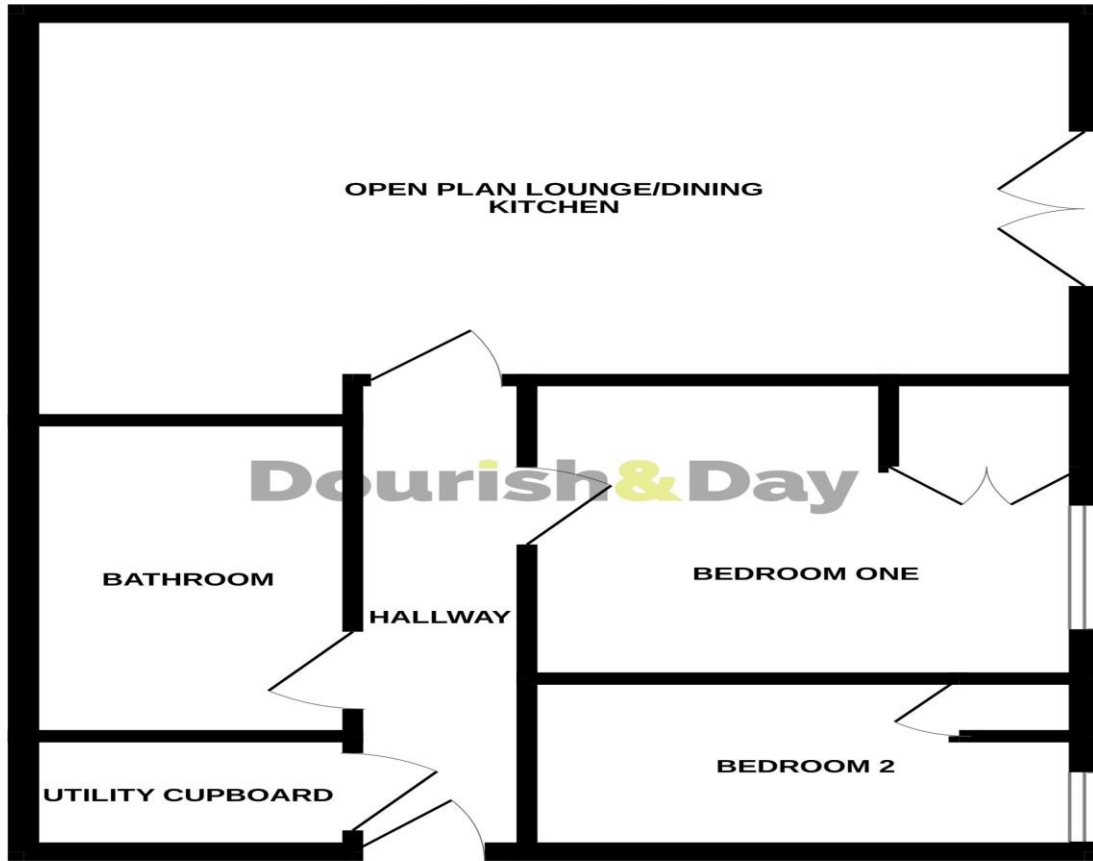 OPEN PLAN LOUNGE/DINING
KITCHEN
Dourish&Day
BATHROOM
BEDROOM ONE
HALLWAY
BEDROOM 2
UTILITY CUPBOARD